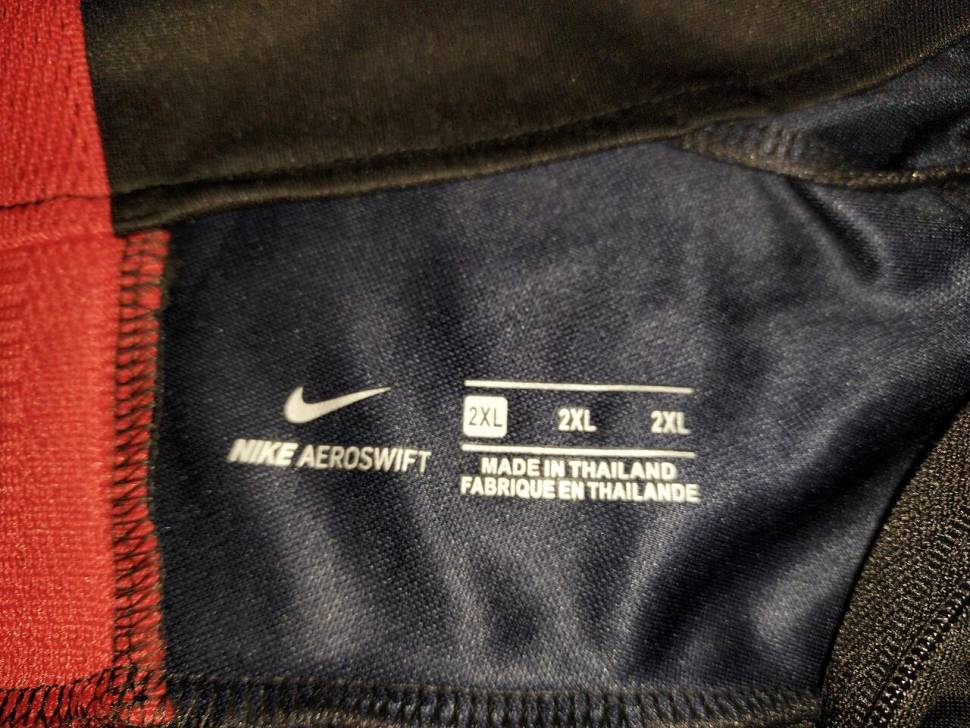 NIKE AEROSWIFT
2XL 2XL 2XL
MADE IN THAILAND
FABRIQUE EN THAILANDE